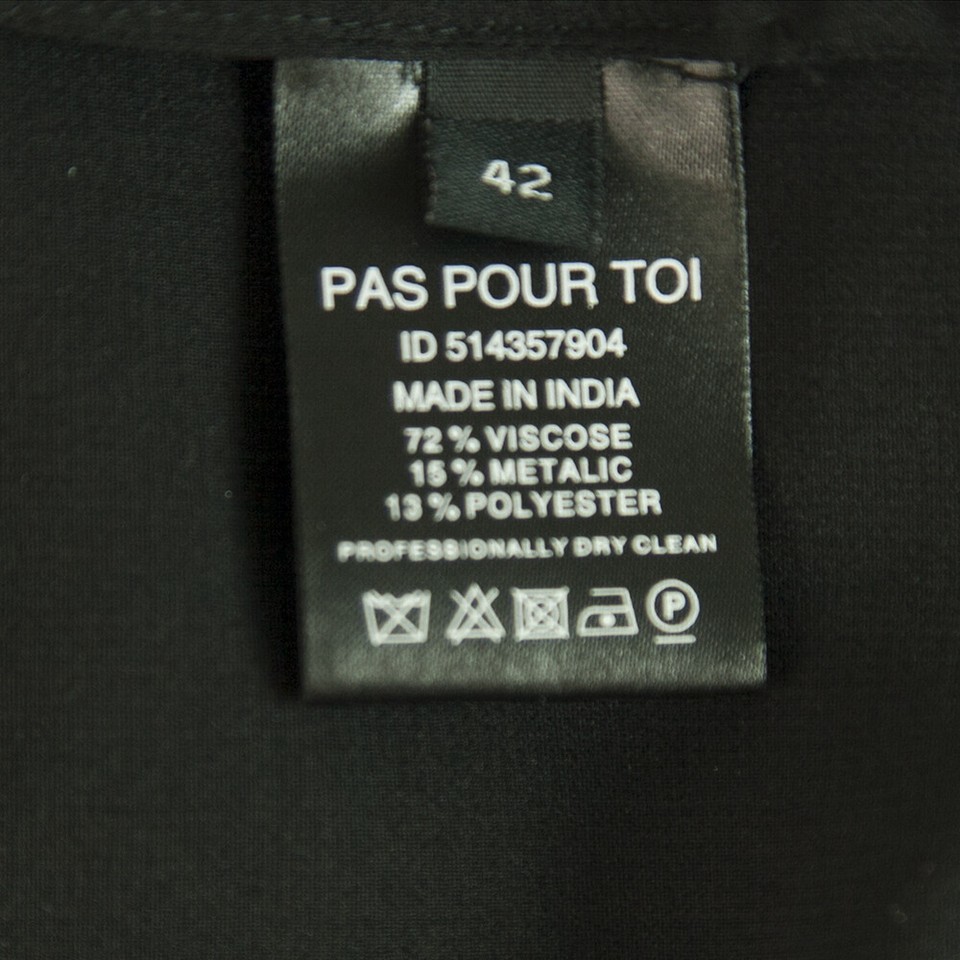 42
PAS POUR TOI
ID 514357904
MADE IN INDIA
72 % VISCOSE
15 % METALIC
13 % POLYESTER
PROFESSIONALLY DRY CLEAN
P